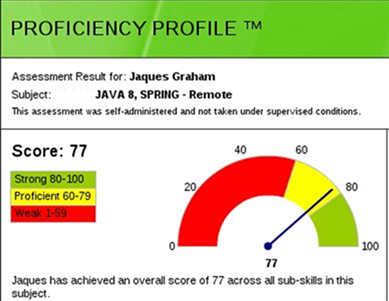 PROFICIENCY PROFILE ™
Assessment Result for: Jaques Graham
Subject: JAVA 8, SPRING - Remote
This assessment was self-administered and not taken under supervised conditions.
Score: 77
Strong 80-100
Proficient 60-79
Weak 1-59
0
20
40
60
80
100
77
Jaques has achieved an overall score of 77 across all sub-skills in this
subject.